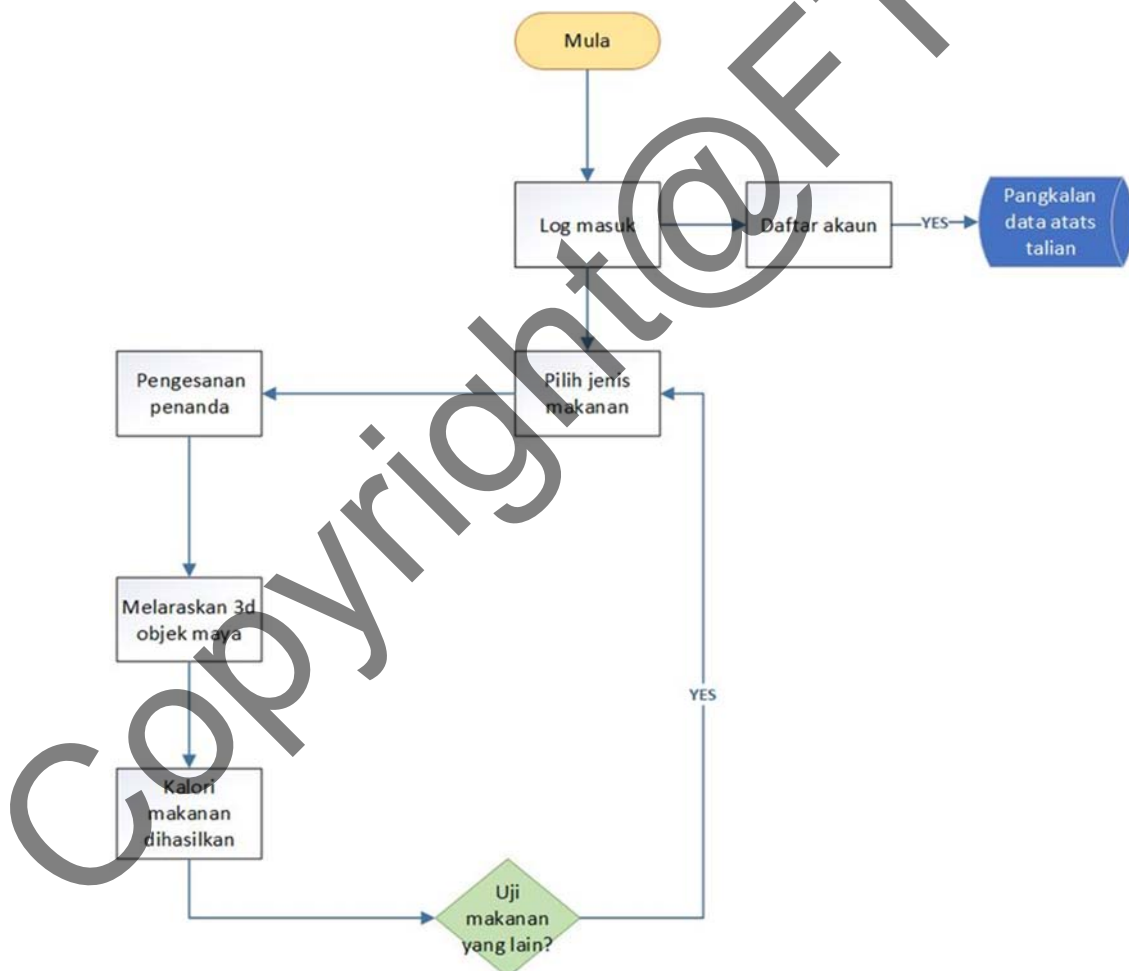 Mula
Log masuk
Daftar akaun
YES
Pangkalan
data atats
talian
Pilih jenis
makanan
Pengesanan
penanda
Melaraskan 3d
objek maya
YES
Kalori
makanan
dihasilkan
Uji
makanan
yang lain?
Copyright@FT